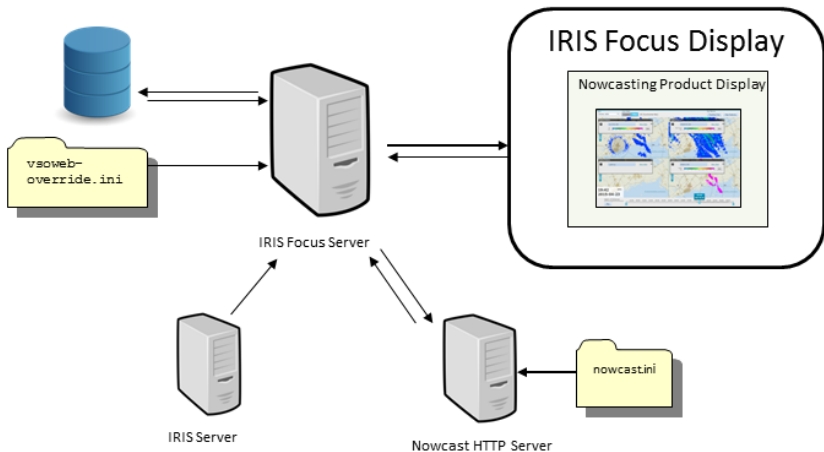 IRIS Focus Display
Nowcasting Product Display
vsoweb-
override.ini
IRIS Focus Server
nowcast.ini
IRIS Server
Nowcast HTTP Server